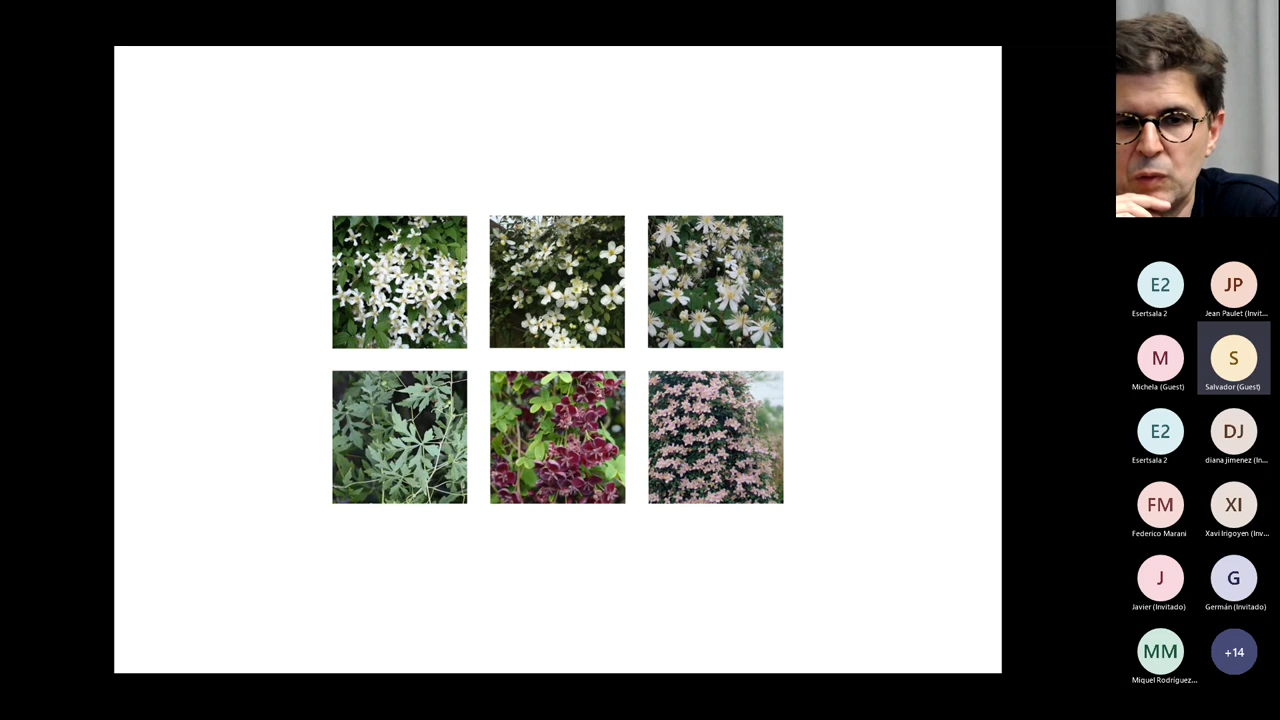 E2
JP
Esertsala 2
Jean Paulet (Invit...
M
S
Michela (Guest)
Salvador (Guest)
E2
DJ
Esertsala 2
diana jimenez (In...
FM
XI
Federico Marani
Xavi Irigoyen (Inv...
J
G
Javier (Invitado)
Germán (Invitado)
MM
+14
Miquel Rodríguez...